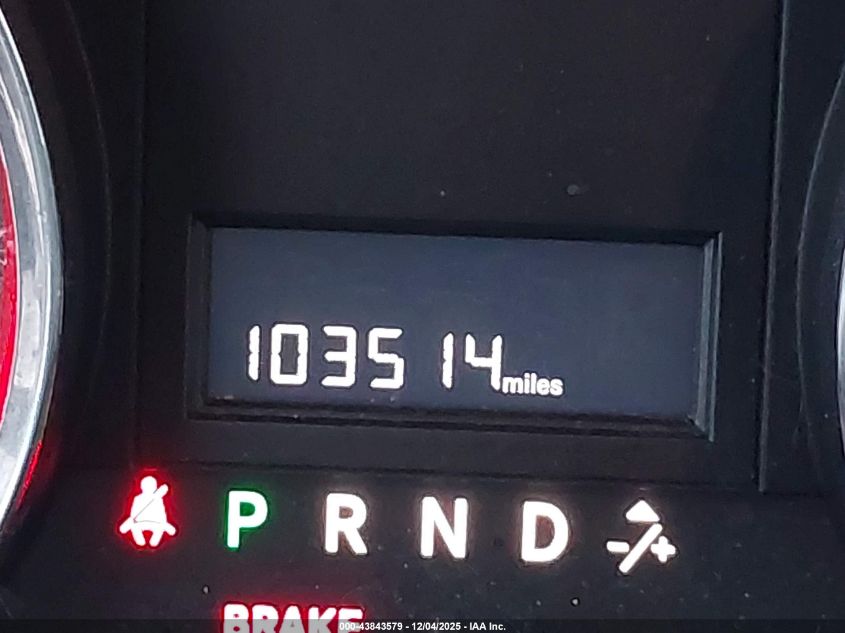 103514 miles
P R N D -/+
BRAKE
000-43843579 - 12/04/2025 - IAA Inc.